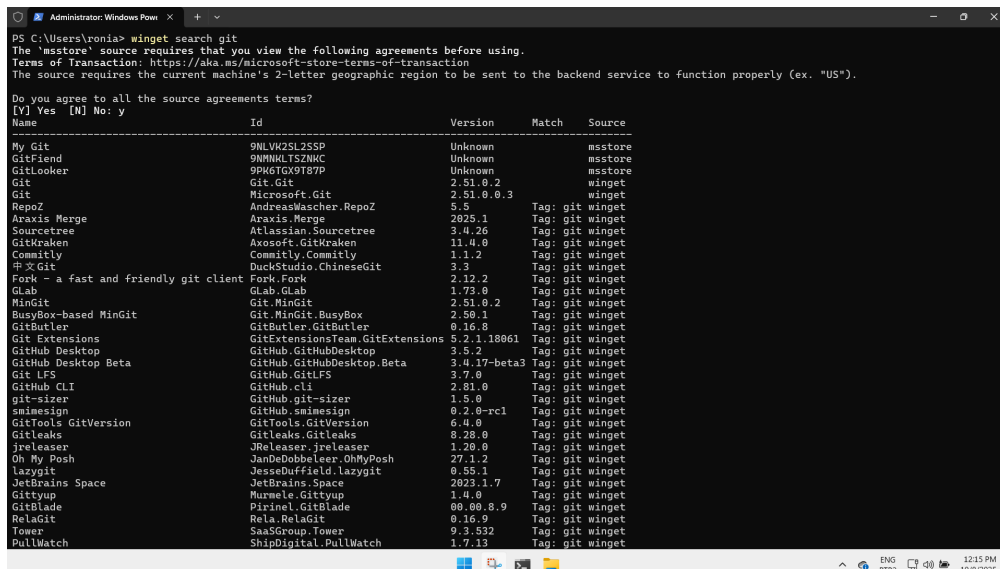 Administrator: Windows Powe
PS C:\Users\ronia> winget search git
The `msstore` source requires that you view the following agreements before using.
Terms of Transaction: https://aka.ms/microsoft-store-terms-of-transaction
The source requires the current machine's 2-letter geographic region to be sent to the backend service to function properly (ex. "US").
Do you agree to all the source agreements terms?
[Y] Yes  [N] No: y
Name Id Version Match Source
My Git 9NLVK2SL2SSP Unknown msstore
GitFiend 9NMNKLTSZNKC Unknown msstore
GitLooker 9PK6TGX9T87P Unknown msstore
Git Git.Git 2.51.0.2 winget
Git Microsoft.Git 2.51.0.0.3 winget
RepoZ AndreasWascher.RepoZ 5.5 Tag: git winget
Araxis Merge Araxis.Merge 2025.1 Tag: git winget
Sourcetree Atlassian.Sourcetree 3.4.26 Tag: git winget
GitKraken Axosoft.GitKraken 11.4.0 Tag: git winget
Commitly Commitly.Commitly 1.1.2 Tag: git winget
中文Git DuckStudio.ChineseGit 3.3 Tag: git winget
Fork - a fast and friendly git client Fork.Fork 2.12.2 Tag: git winget
GLab GLab.GLab 1.73.0 Tag: git winget
MinGit Git.MinGit 2.51.0.2 Tag: git winget
BusyBox-based MinGit Git.MinGit.BusyBox 2.50.1 Tag: git winget
GitButler GitButler.GitButler 0.16.8 Tag: git winget
Git Extensions GitExtensionsTeam.GitExtensions 5.2.1.18061 Tag: git winget
GitHub Desktop GitHub.GitHubDesktop 3.5.2 Tag: git winget
GitHub Desktop Beta GitHub.GitHubDesktop.Beta 3.4.17-beta3 Tag: git winget
Git LFS GitHub.GitLFS 3.7.0 Tag: git winget
GitHub CLI GitHub.cli 2.81.0 Tag: git winget
git-sizer GitHub.git-sizer 1.5.0 Tag: git winget
smimesign GitHub.smimesign 0.2.0-rc1 Tag: git winget
GitTools GitVersion GitTools.GitVersion 6.4.0 Tag: git winget
Gitleaks Gitleaks.Gitleaks 8.28.0 Tag: git winget
jreleaser JReleaser.jreleaser 1.20.0 Tag: git winget
Oh My Posh JanDeDobbeleer.OhMyPosh 27.1.2 Tag: git winget
lazygit JesseDuffield.lazygit 0.55.1 Tag: git winget
JetBrains Space JetBrains.Space 2023.1.7 Tag: git winget
Gittyup Murmele.Gittyup 1.4.0 Tag: git winget
GitBlade Pirinel.GitBlade 00.00.8.9 Tag: git winget
RelaGit Rela.RelaGit 0.16.9 Tag: git winget
Tower SaaSGroup.Tower 9.3.532 Tag: git winget
PullWatch ShipDigital.PullWatch 1.7.13 Tag: git winget
ENG 12:15 PM